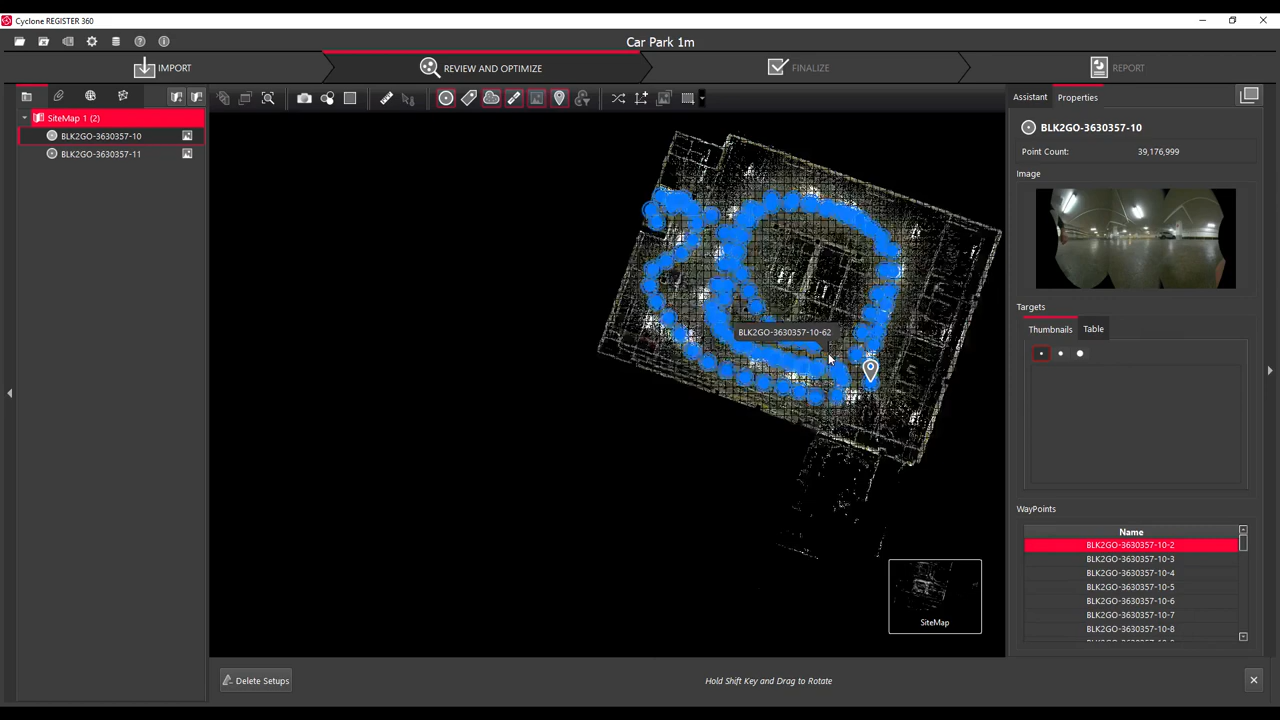 Cyclone REGISTER 360
Car Park 1m
IMPORT
REVIEW AND OPTIMIZE
FINALIZE
REPORT
SiteMap 1 (2)
BLK2GO-3630357-10
BLK2GO-3630357-11
BLK2GO-3630357-10-62
SiteMap
Delete Setups
Hold Shift Key and Drag to Rotate
Assistant
Properties
BLK2GO-3630357-10
Point Count:
39,176,999
Image
Targets
Thumbnails
Table
WayPoints
Name
BLK2GO-3630357-10-2
BLK2GO-3630357-10-3
BLK2GO-3630357-10-4
BLK2GO-3630357-10-5
BLK2GO-3630357-10-6
BLK2GO-3630357-10-7
BLK2GO-3630357-10-8